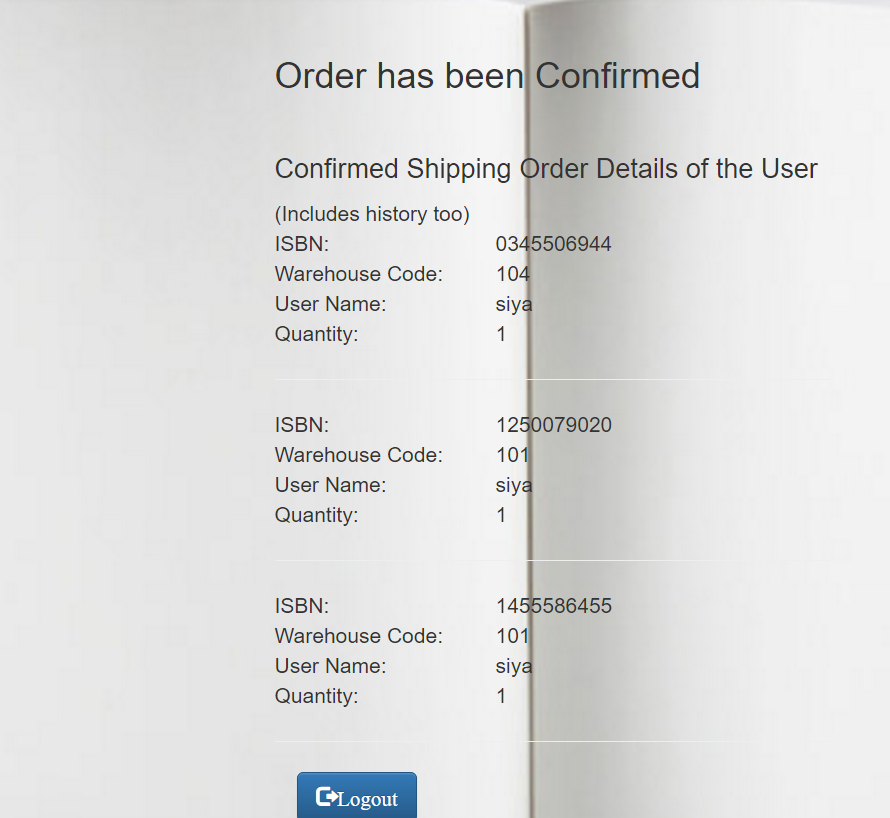 Order has been Confirmed
Confirmed Shipping Order Details of the User
(Includes history too)
ISBN: 0345506944
Warehouse Code: 104
User Name: siya
Quantity: 1
ISBN: 1250079020
Warehouse Code: 101
User Name: siya
Quantity: 1
ISBN: 1455586455
Warehouse Code: 101
User Name: siya
Quantity: 1
Logout